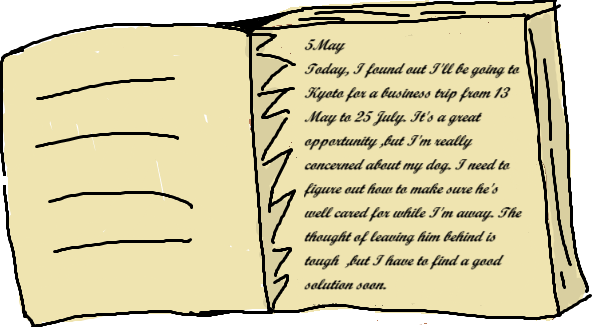 5May
Today, I found out I'll be going to
Kyoto for a business trip from 13
May to 25 July. It's a great
opportunity ,but I'm really
concerned about my dog. I need to
figure out how to make sure he's
well cared for while I'm away. The
thought of leaving him behind is
tough  ,but I have to find a good
solution soon.